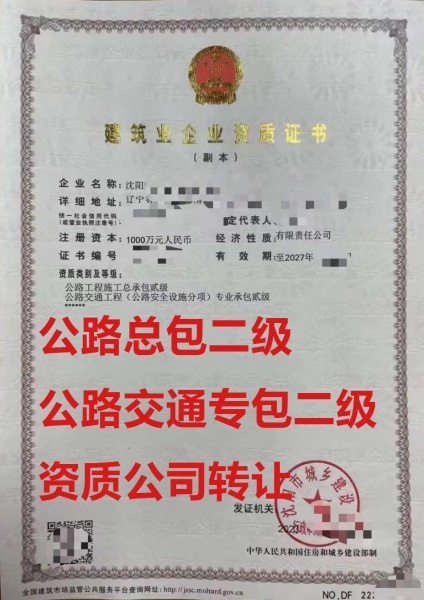 建筑业企业资质证书
(副本)
企业名称:沈阳
详细地址:辽宁
统一社会信用代码
(或营业执照注册号):
定代表人:
注册资本:1000万元人民币
经济性质:有限责任公司
证书编号:
有效期:至2027年
资质类别及等级:
公路工程施工总承包贰级
公路交通工程(公路安全设施分项)专业承包贰级
******
公路总包二级
公路交通专包二级
资质公司转让
沈阳市城乡建设
发证机关
中华人民共和国住房和城乡建设部制
全国建筑市场监管公共服务平台查询网址:http://jzsc.mohurd.gov.cn
NO.DF 22